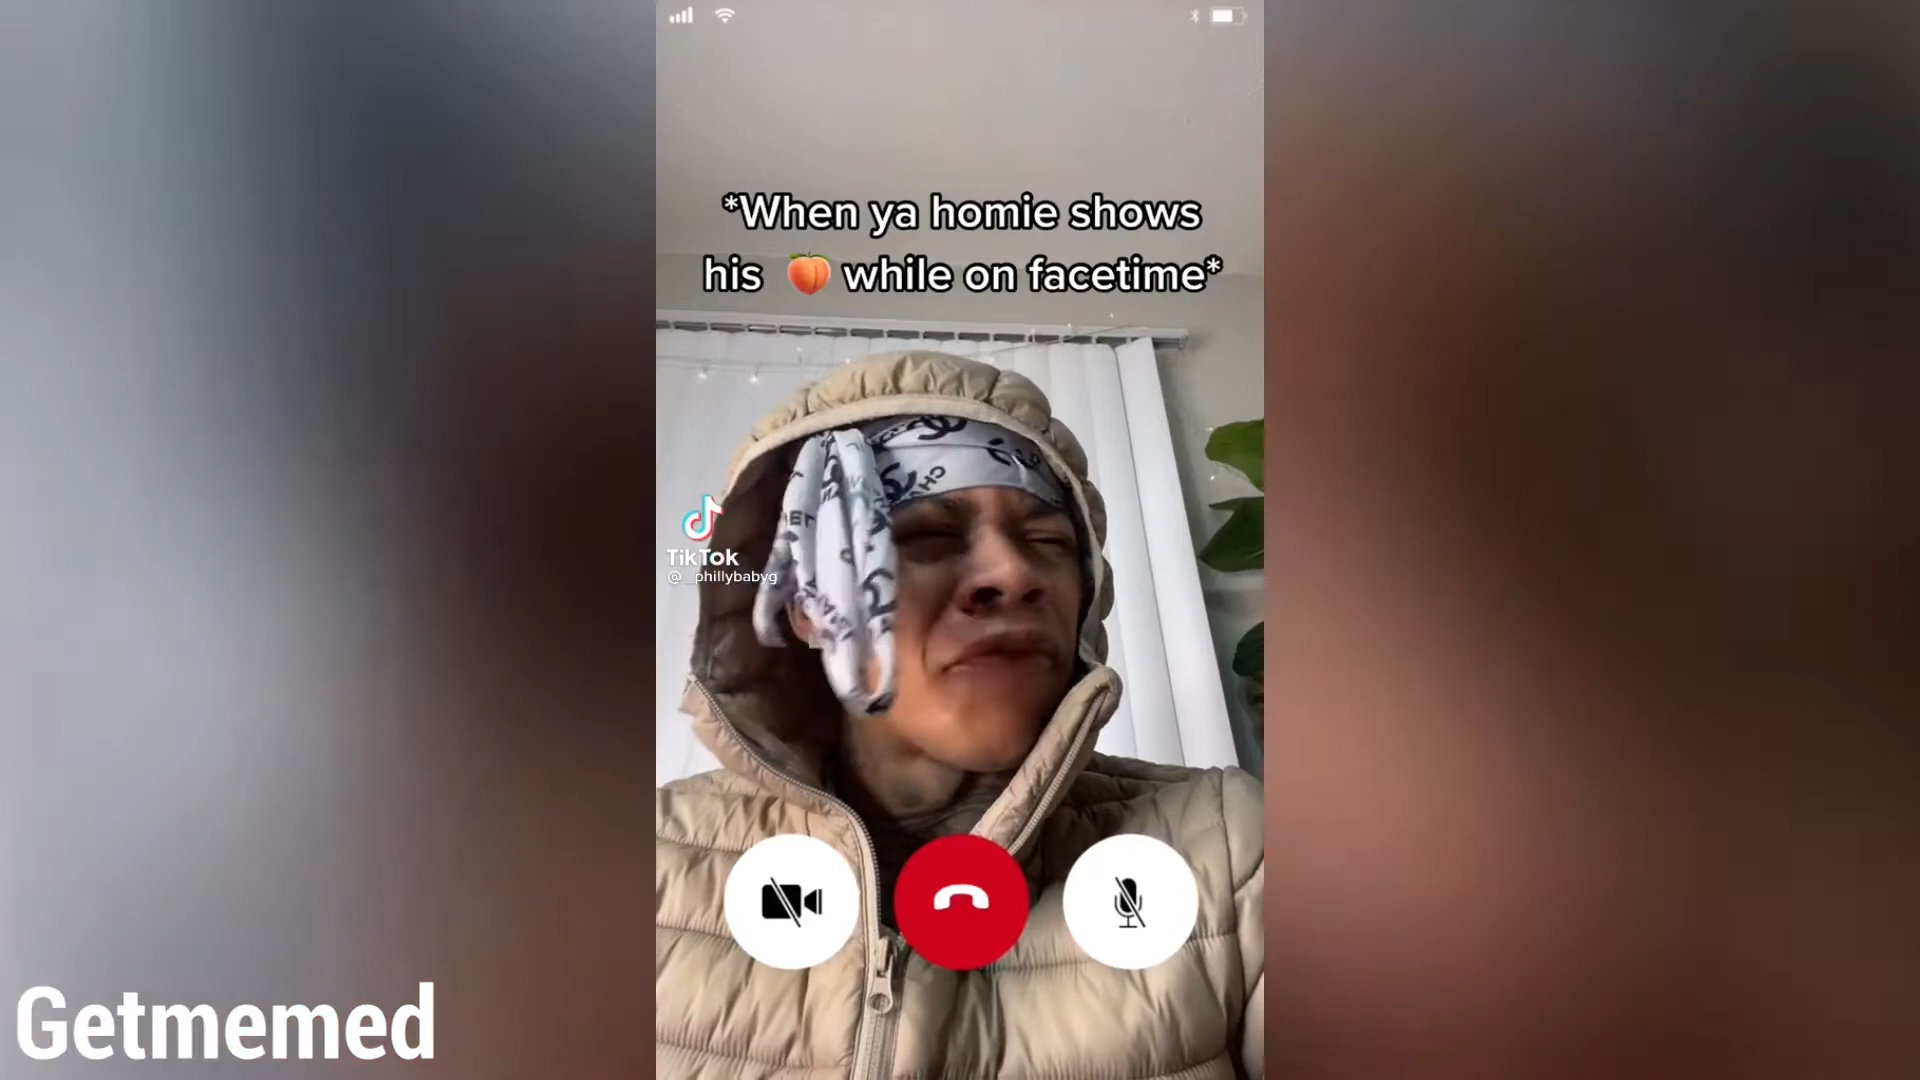 *When ya homie shows
his 🍑 while on facetime*
TikTok
@_phillybabyg
Getmemed